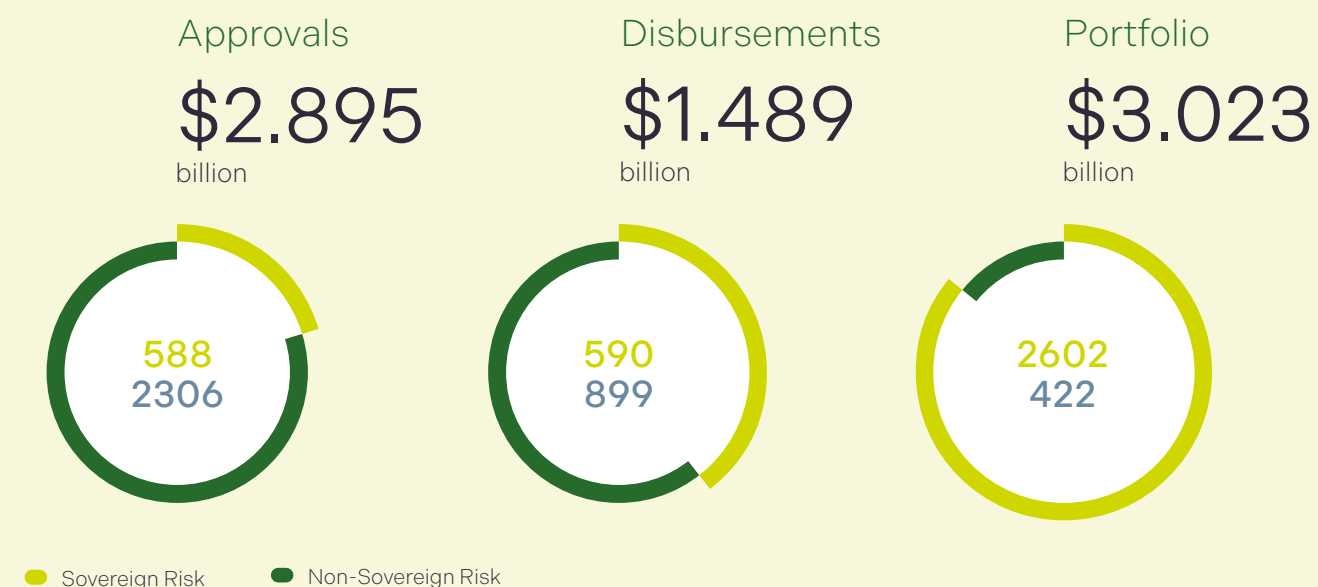 Approvals
$2.895
billion
588
2306
Disbursements
$1.489
billion
590
899
Portfolio
$3.023
billion
2602
422
Sovereign Risk
Non-Sovereign Risk